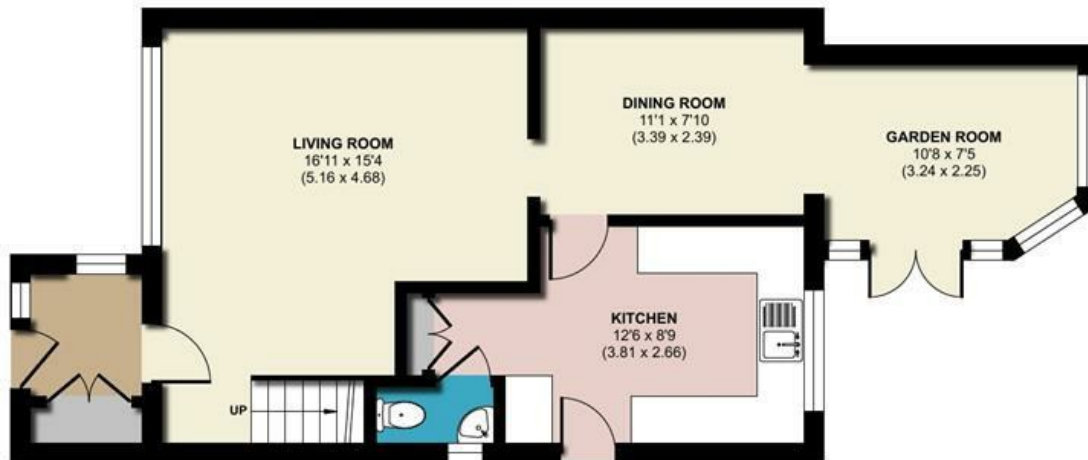 LIVING ROOM
16'11 x 15'4
(5.16 x 4.68)
DINING ROOM
11'1 x 7'10
(3.39 x 2.39)
GARDEN ROOM
10'8 x 7'5
(3.24 x 2.25)
KITCHEN
12'6 x 8'9
(3.81 x 2.66)
UP